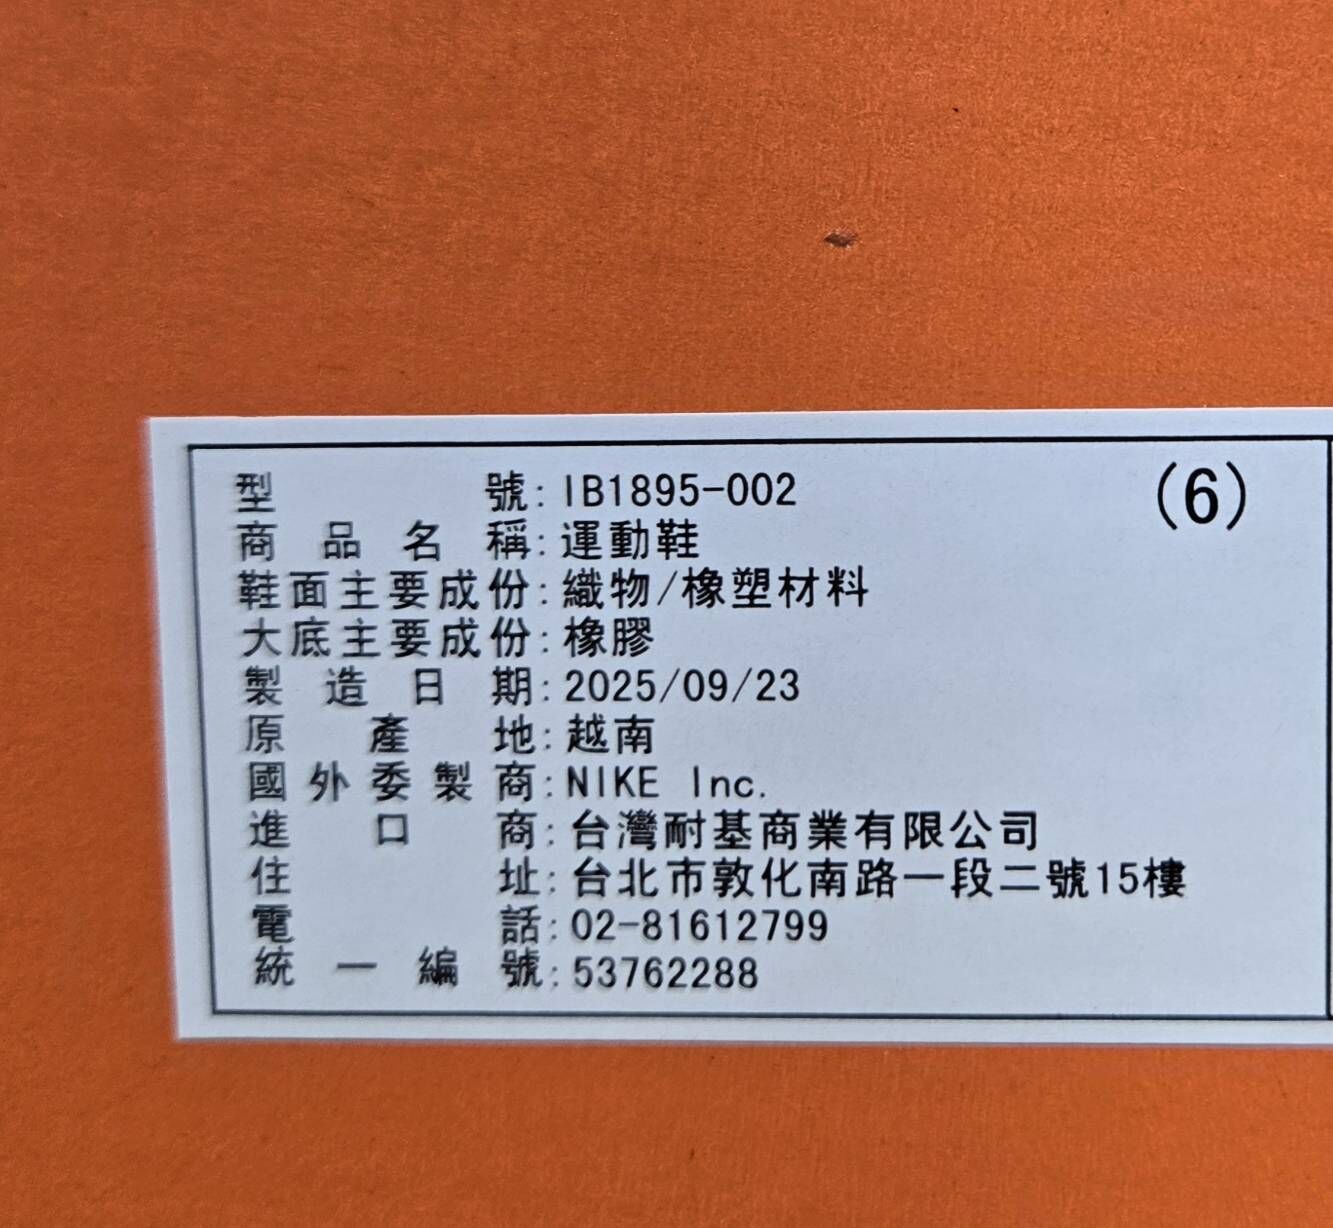 型號:IB1895-002 (6)
商品名稱:運動鞋
鞋面主要成份:織物/橡塑材料
大底主要成份:橡膠
製造日期:2025/09/23
原產地:越南
國外委製商:NIKE Inc.
進口商:台灣耐基商業有限公司
住址:台北市敦化南路一段二號15樓
電話:02-81612799
統一編號:53762288